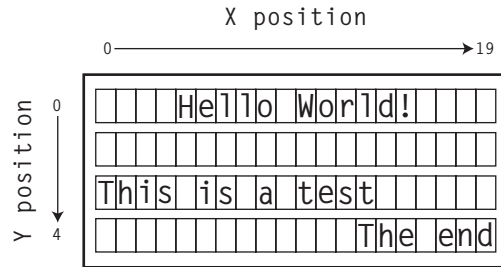 X position
0 19
Y position
0
4
Hello World!
This is a test
The end